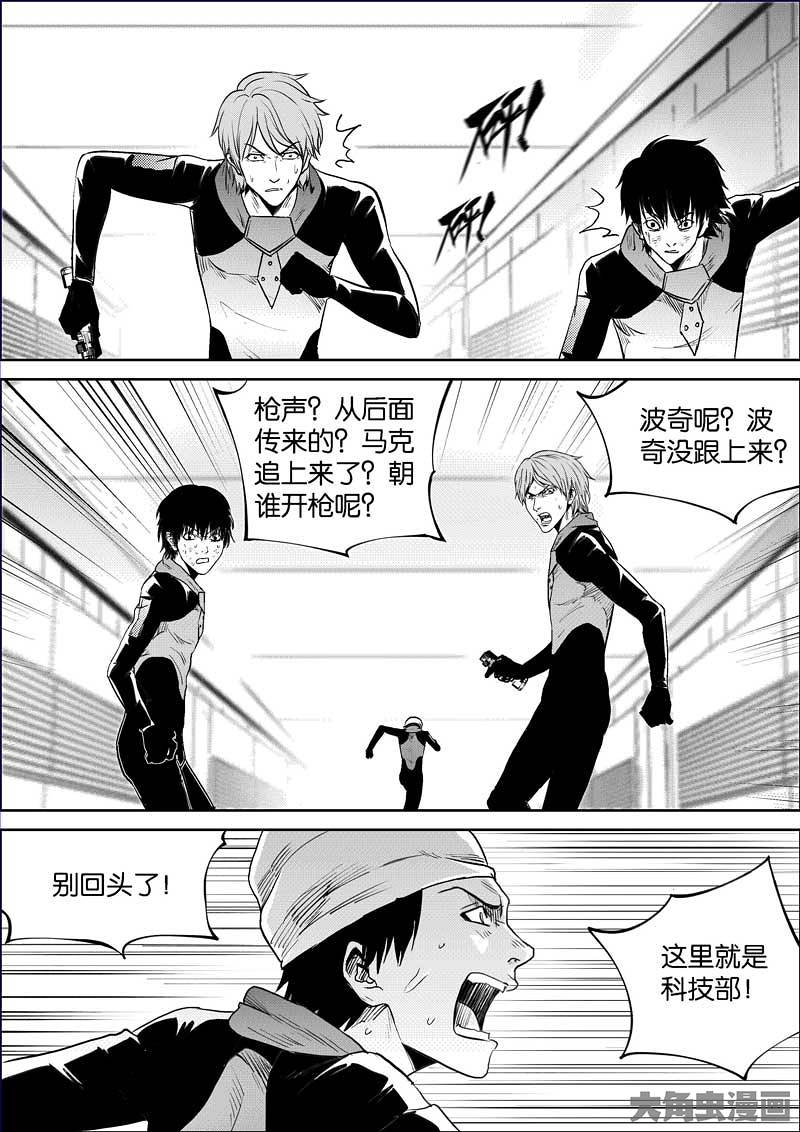 砰！
砰！
枪声？从后面
传来的？马克
追上来了？朝
谁开枪呢？
波奇呢？波
奇没跟上来？
别回头了！
这里就是
科技部！
大角虫漫画